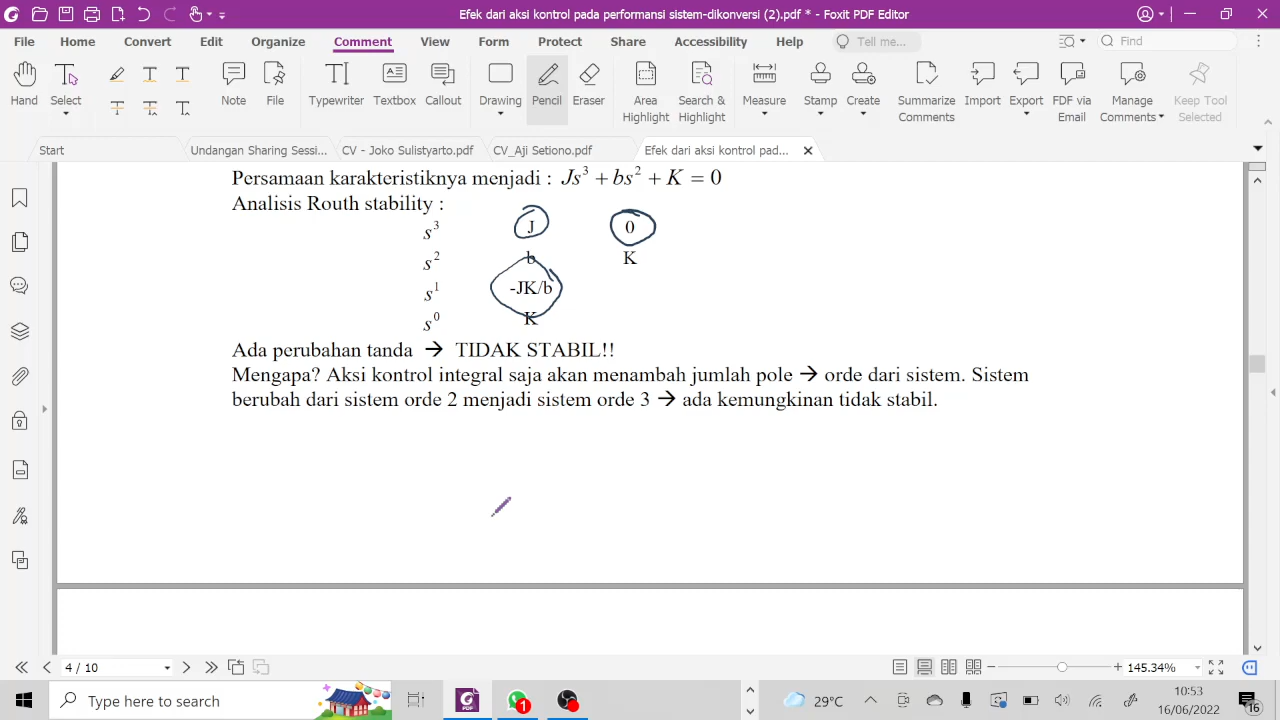 Efek dari aksi kontrol pada performansi sistem-dikonversi (2).pdf * - Foxit PDF Editor
File Home Convert Edit Organize Comment View Form Protect Share Accessibility Help Tell me... Find
Hand Select Note File Typewriter Textbox Callout Drawing Pencil Eraser Area Highlight Search & Highlight Measure Stamp Create Summarize Comments Import Export FDF via Email Manage Comments Keep Tool Selected
Start Undangan Sharing Sessi... CV - Joko Sulistyarto.pdf CV_Aji Setiono.pdf Efek dari aksi kontrol pad...
Persamaan karakteristiknya menjadi : Js³ + bs² + K = 0
Analisis Routh stability :
s³ J 0
s² b K
s¹ -JK/b
s⁰ K
Ada perubahan tanda → TIDAK STABIL!!
Mengapa? Aksi kontrol integral saja akan menambah jumlah pole → orde dari sistem. Sistem
berubah dari sistem orde 2 menjadi sistem orde 3 → ada kemungkinan tidak stabil.
4 / 10 145.34%
Type here to search PDF 1 29°C 10:53
16/06/2022 16